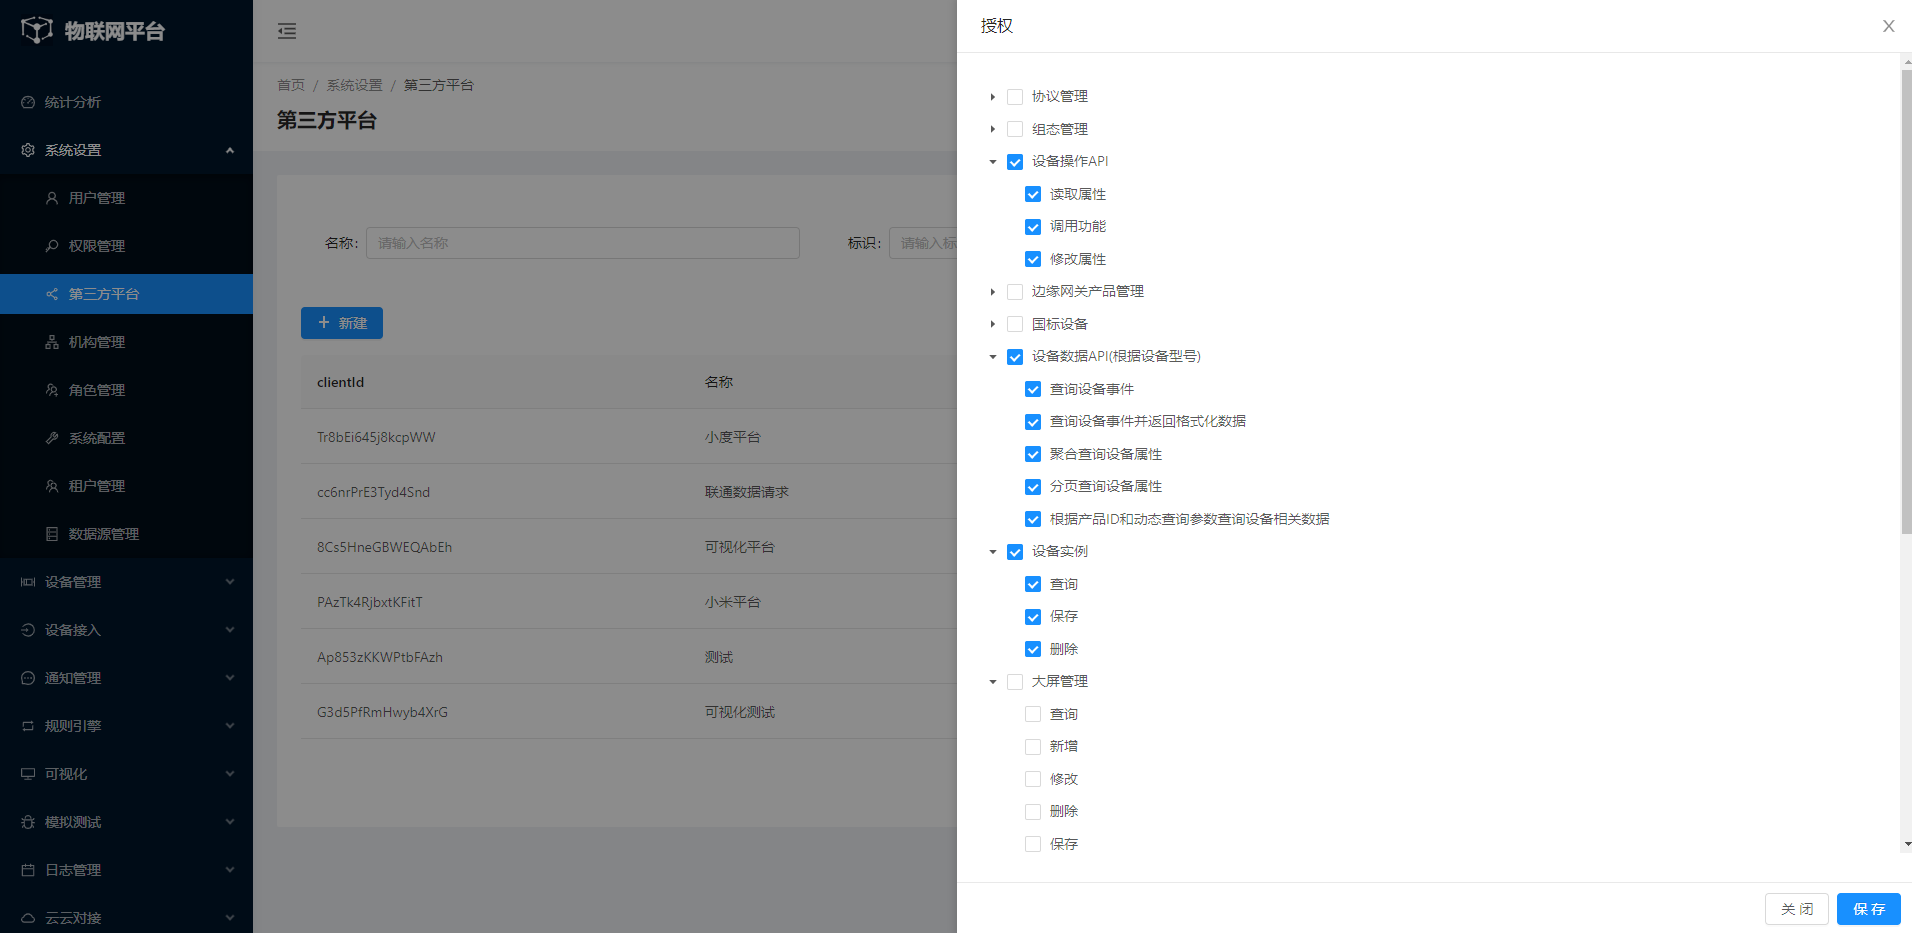 物联网平台
统计分析
系统设置
用户管理
权限管理
第三方平台
机构管理
角色管理
系统配置
租户管理
数据源管理
设备管理
设备接入
通知管理
规则引擎
可视化
模拟测试
日志管理
云云对接
首页 / 系统设置 / 第三方平台
第三方平台
名称: 请输入名称 标识: 请输入标
新建
clientId 名称
Tr8bEi645j8kcpWW 小度平台
cc6nrPrE3Tyd4Snd 联通数据请求
8Cs5HneGBWEQAbEh 可视化平台
PAzTk4RjbxtKFitT 小米平台
Ap853zKKWPtbFAzh 测试
G3d5PfRmHwyb4XrG 可视化测试
授权
协议管理
组态管理
设备操作API
读取属性
调用功能
修改属性
边缘网关产品管理
国标设备
设备数据API(根据设备型号)
查询设备事件
查询设备事件并返回格式化数据
聚合查询设备属性
分页查询设备属性
根据产品ID和动态查询参数查询设备相关数据
设备实例
查询
保存
删除
大屏管理
查询
新增
修改
删除
保存
关 闭
保 存